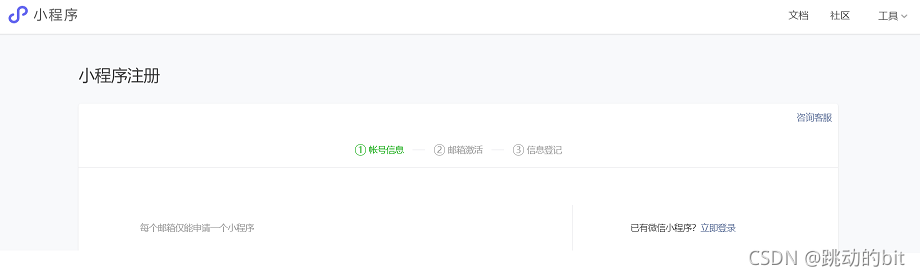 小程序 文档 社区 工具
小程序注册
咨询客服
① 帐号信息 ② 邮箱激活 ③ 信息登记
每个邮箱仅能申请一个小程序 已有微信小程序？立即登录
CSDN @跳动的bit